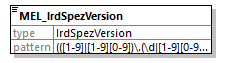 MEL_IrdSpezVersion
type IrdSpezVersion
pattern (([1-9]|[1-9][0-9])\.(\d|[1-9][0-9...